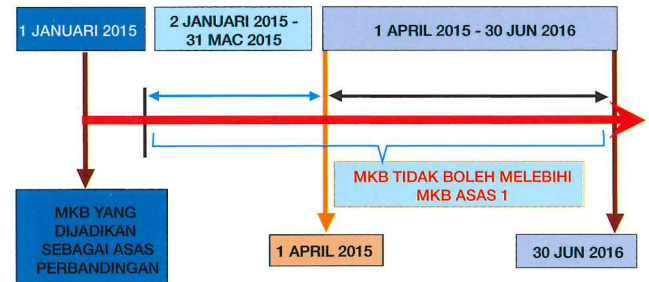 1 JANUARI 2015
2 JANUARI 2015 -
31 MAC 2015
1 APRIL 2015 - 30 JUN 2016
MKB TIDAK BOLEH MELEBIHI
MKB ASAS 1
MKB YANG
DIJADIKAN
SEBAGAI ASAS
PERBANDINGAN
1 APRIL 2015
30 JUN 2016